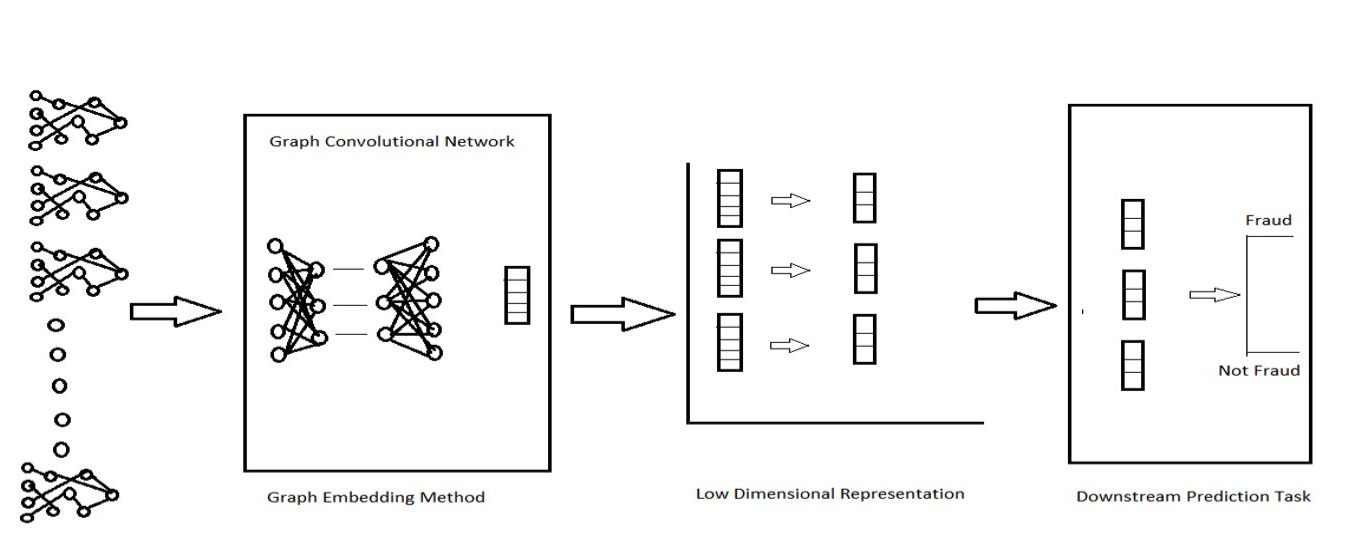 Graph Convolutional Network
Fraud
Not Fraud
Graph Embedding Method
Low Dimensional Representation
Downstream Prediction Task